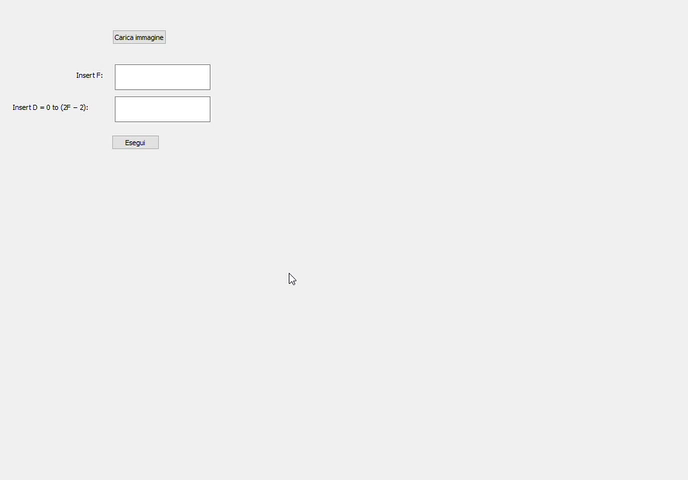 Carica immagine
Insert F:
Insert D = 0 to (2F − 2):
Esegui